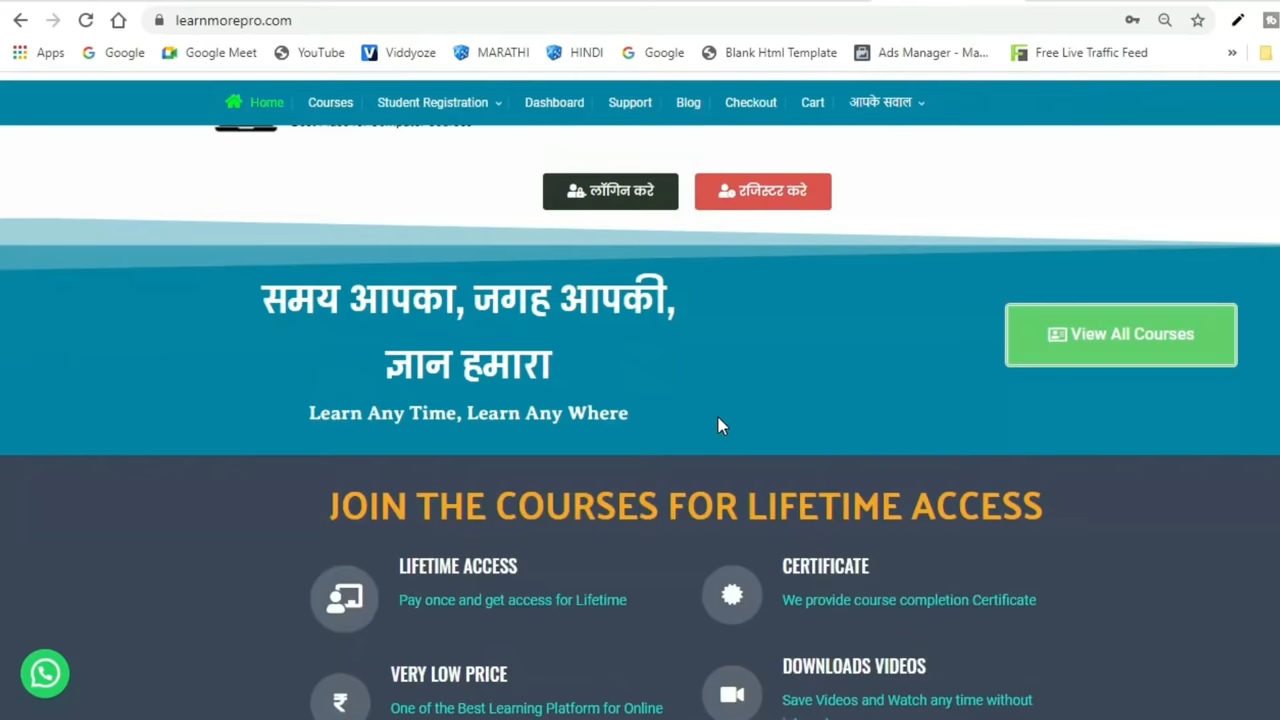 learnmorepro.com
Apps Google Google Meet YouTube Viddyoze MARATHI HINDI Google Blank Html Template Ads Manager - Ma... Free Live Traffic Feed »
Home Courses Student Registration Dashboard Support Blog Checkout Cart आपके सवाल
लॉगिन करे रजिस्टर करे
समय आपका, जगह आपकी,
ज्ञान हमारा
Learn Any Time, Learn Any Where
View All Courses
JOIN THE COURSES FOR LIFETIME ACCESS
LIFETIME ACCESS
Pay once and get access for Lifetime
CERTIFICATE
We provide course completion Certificate
VERY LOW PRICE
One of the Best Learning Platform for Online
DOWNLOADS VIDEOS
Save Videos and Watch any time without